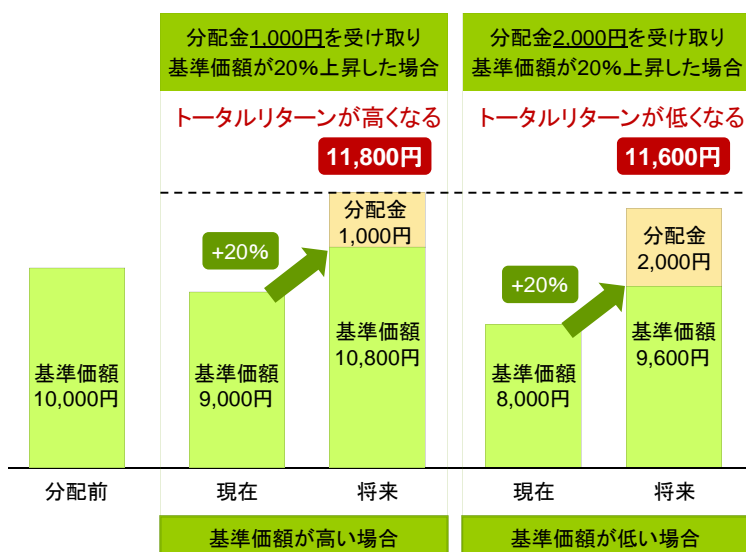 分配金1,000円を受け取り
基準価額が20%上昇した場合
トータルリターンが高くなる
11,800円
分配金
1,000円
+20%
基準価額
10,800円
基準価額
9,000円
基準価額
10,000円
分配前
現在
将来
基準価額が高い場合
分配金2,000円を受け取り
基準価額が20%上昇した場合
トータルリターンが低くなる
11,600円
分配金
2,000円
+20%
基準価額
9,600円
基準価額
8,000円
現在
将来
基準価額が低い場合